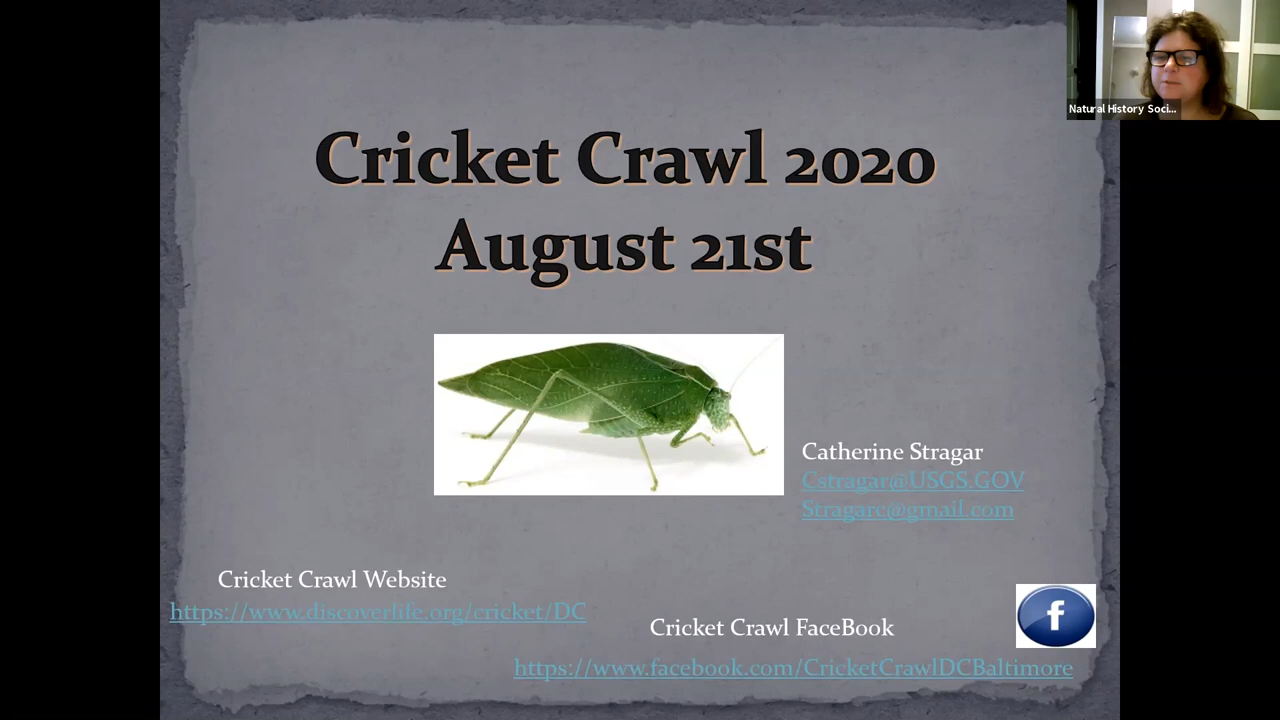 Natural History Soci...
Cricket Crawl 2020
August 21st
Catherine Stragar
Cstragar@USGS.GOV
Stragarc@gmail.com
Cricket Crawl Website
https://www.discoverlife.org/cricket/DC
Cricket Crawl FaceBook
f
https://www.facebook.com/CricketCrawlDCBaltimore